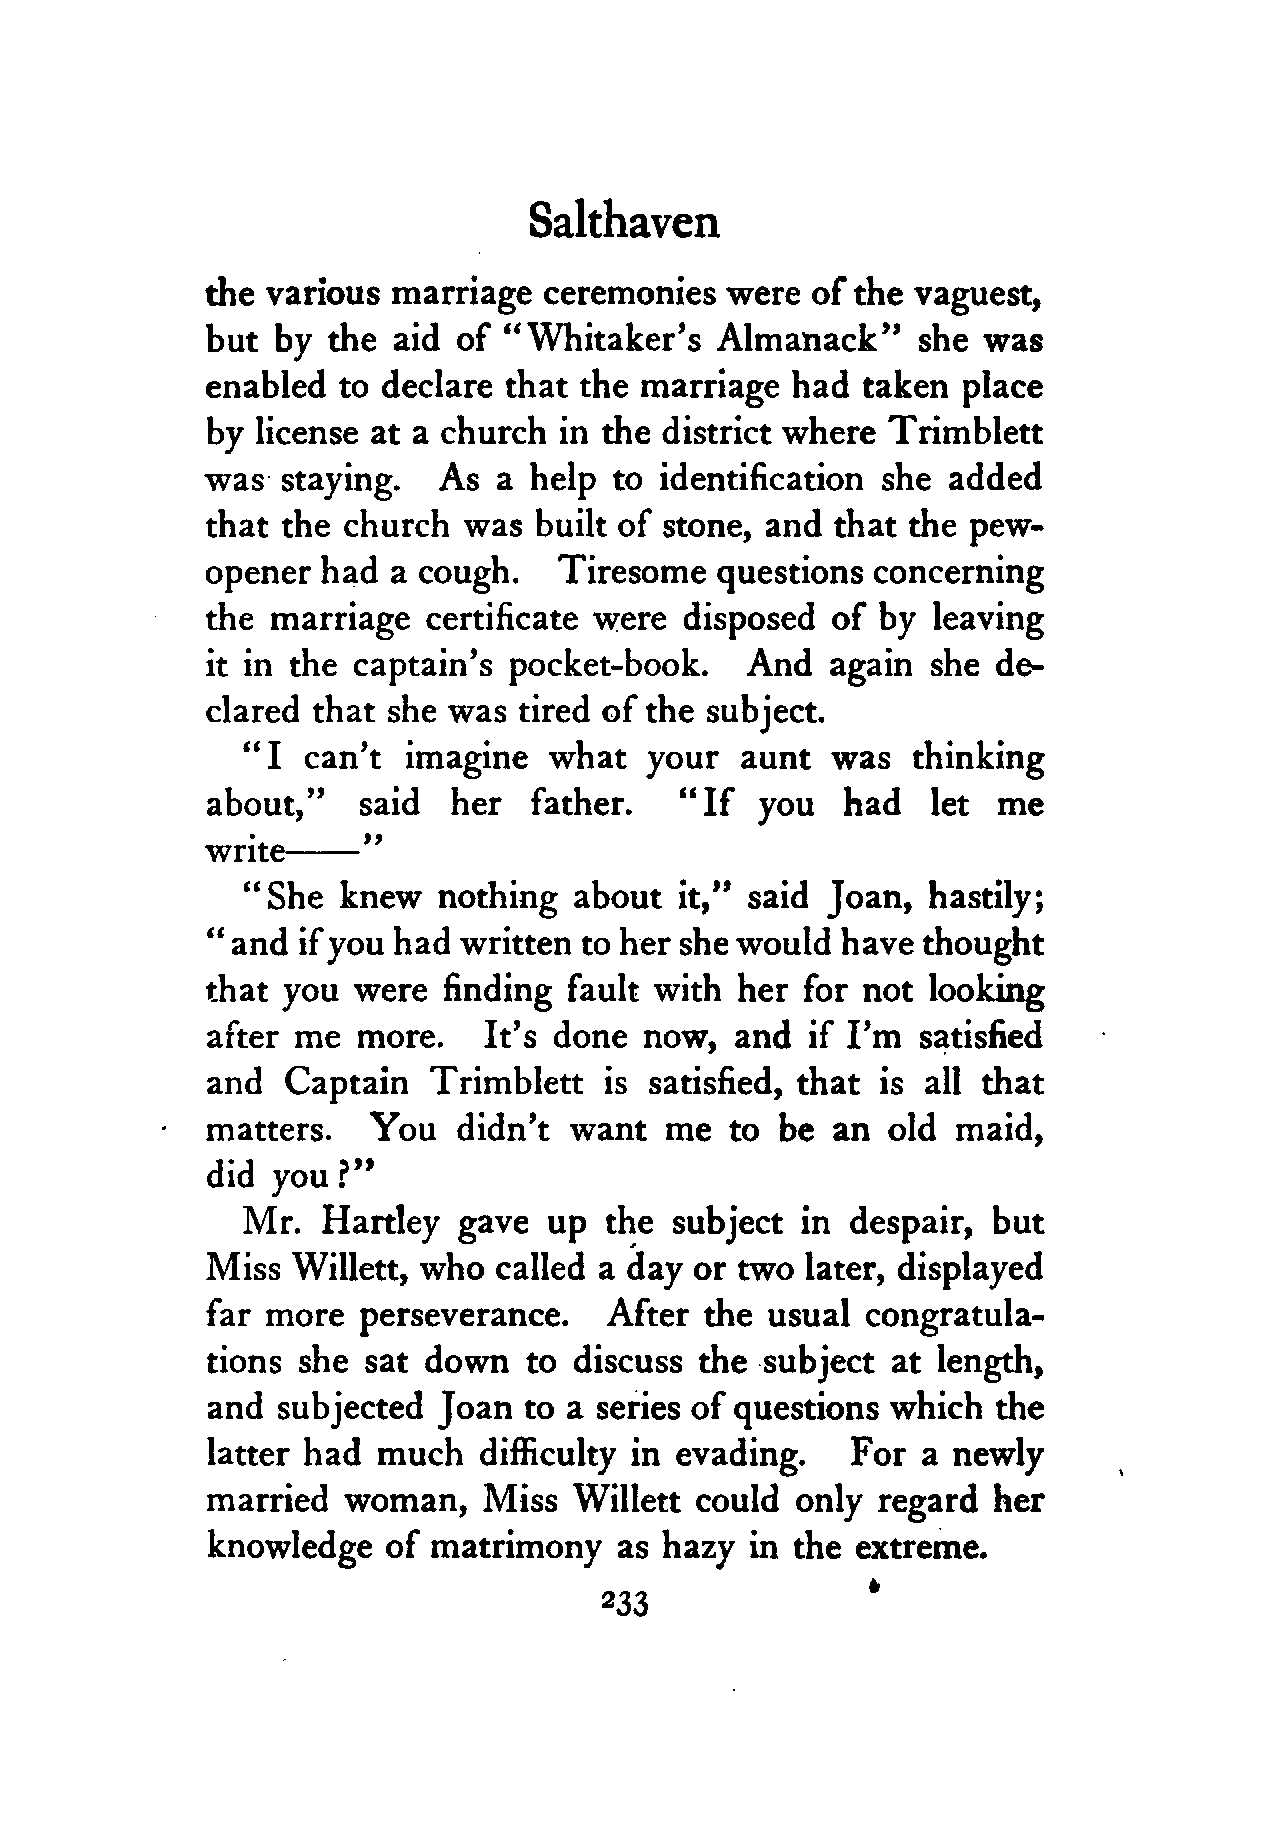 Salthaven
the various marriage ceremonies were of the vaguest,
but by the aid of “Whitaker’s Almanack” she was
enabled to declare that the marriage had taken place
by license at a church in the district where Trimblett
was staying. As a help to identification she added
that the church was built of stone, and that the pew-
opener had a cough. Tiresome questions concerning
the marriage certificate were disposed of by leaving
it in the captain’s pocket-book. And again she de-
clared that she was tired of the subject.
“I can’t imagine what your aunt was thinking
about,” said her father. “If you had let me
write——”
“She knew nothing about it,” said Joan, hastily;
“and if you had written to her she would have thought
that you were finding fault with her for not looking
after me more. It’s done now, and if I’m satisfied
and Captain Trimblett is satisfied, that is all that
matters. You didn’t want me to be an old maid,
did you?”
Mr. Hartley gave up the subject in despair, but
Miss Willett, who called a day or two later, displayed
far more perseverance. After the usual congratula-
tions she sat down to discuss the subject at length,
and subjected Joan to a series of questions which the
latter had much difficulty in evading. For a newly
married woman, Miss Willett could only regard her
knowledge of matrimony as hazy in the extreme.
233